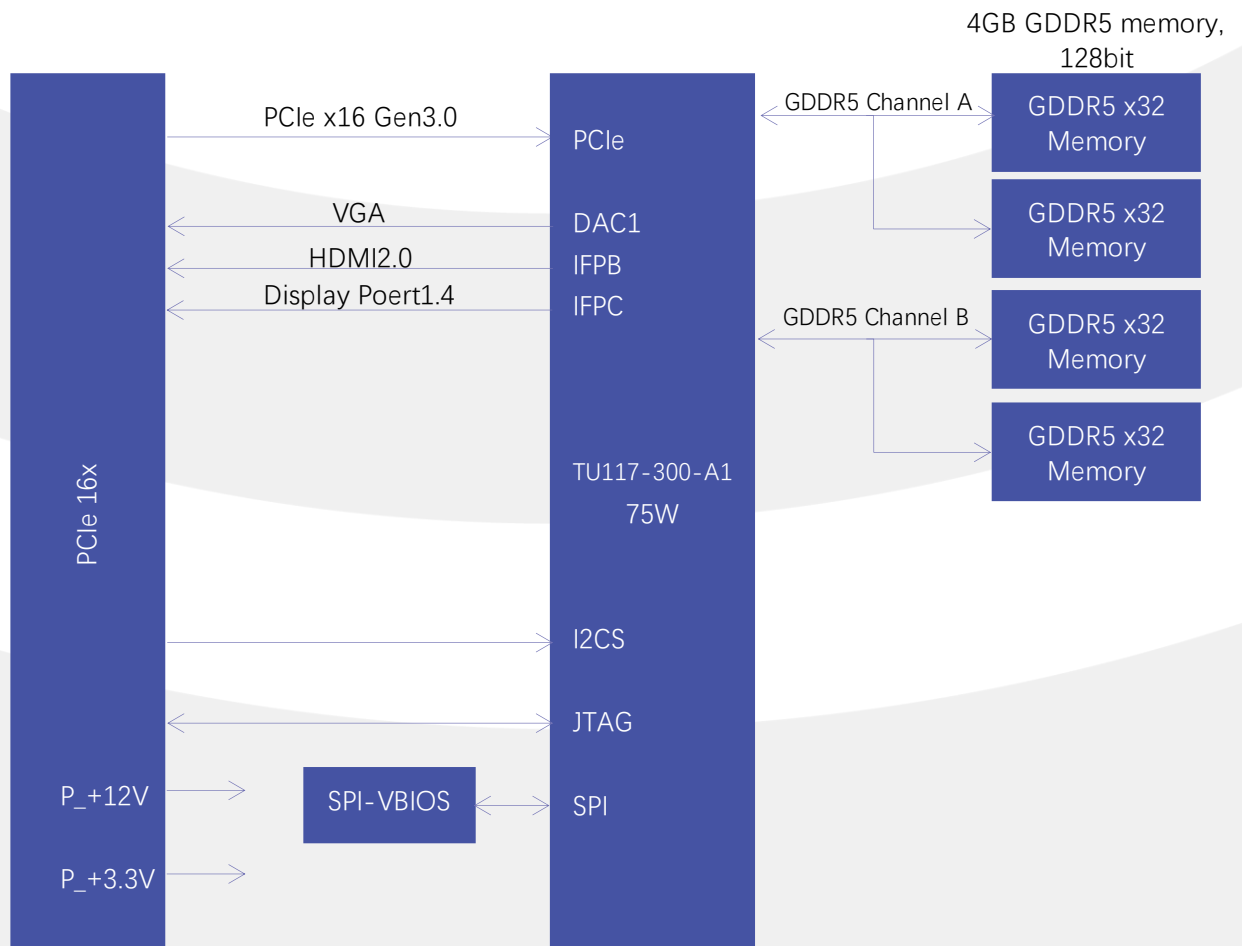 4GB GDDR5 memory,
128bit
PCIe 16x
P_+12V
P_+3.3V
PCIe x16 Gen3.0
VGA
HDMI2.0
Display Poert1.4
SPI-VBIOS
PCIe
DAC1
IFPB
IFPC
TU117-300-A1
75W
I2CS
JTAG
SPI
GDDR5 Channel A
GDDR5 Channel B
GDDR5 x32
Memory
GDDR5 x32
Memory
GDDR5 x32
Memory
GDDR5 x32
Memory